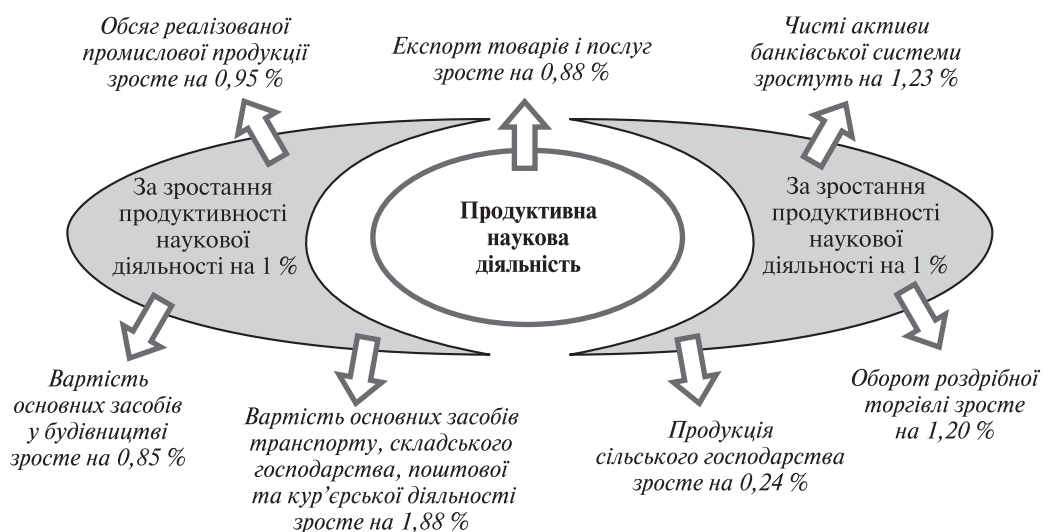 Обсяг реалізованої
промислової продукції
зросте на 0,95 %
Експорт товарів і послуг
зросте на 0,88 %
Чисті активи
банківської системи
зростуть на 1,23 %
За зростання
продуктивності
наукової
діяльності на 1 %
Продуктивна
наукова
діяльність
За зростання
продуктивності
наукової
діяльності на 1 %
Вартість
основних засобів
у будівництві
зросте на 0,85 %
Вартість основних засобів
транспорту, складського
господарства, поштової
та кур’єрської діяльності
зросте на 1,88 %
Продукція
сільського господарства
зросте на 0,24 %
Оборот роздрібної
торгівлі зросте
на 1,20 %